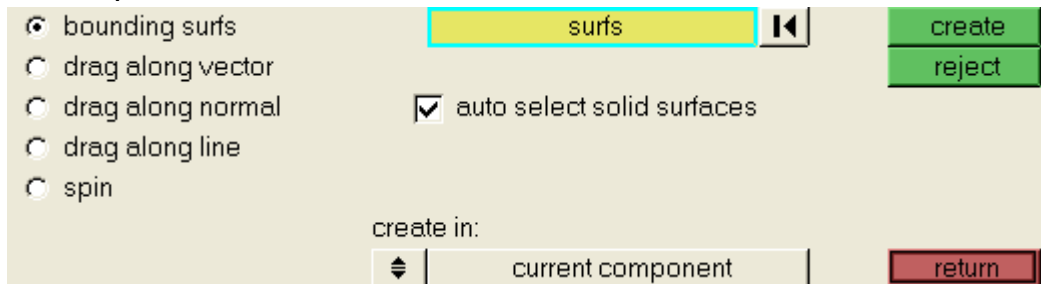 bounding surfs surfs create
drag along vector reject
drag along normal auto select solid surfaces
drag along line
spin
create in:
current component return